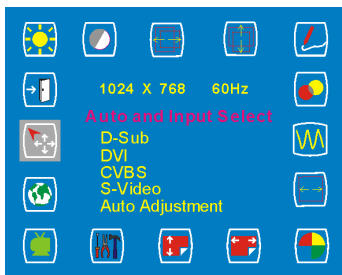 1024 X 768 60Hz
Auto and Input Select
D-Sub
DVI
CVBS
S-Video
Auto Adjustment